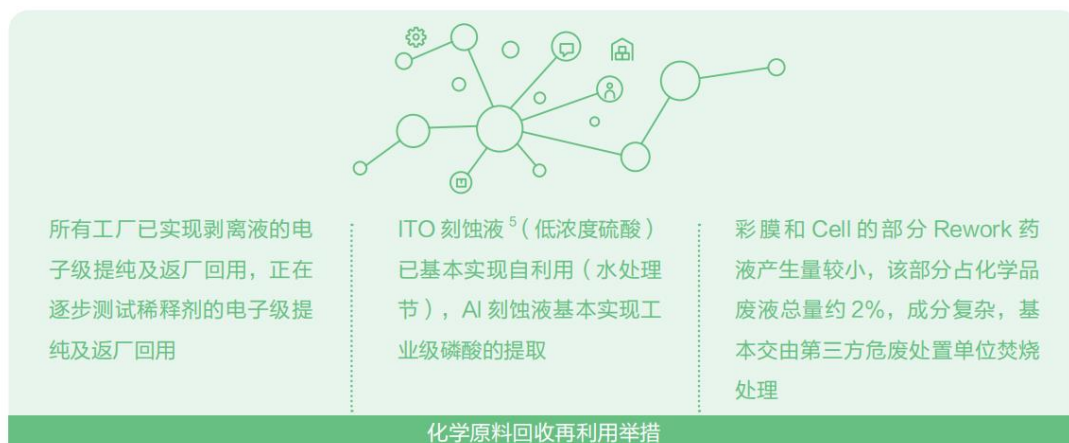 所有工厂已实现剥离液的电
子级提纯及返厂回用，正在
逐步测试稀释剂的电子级提
纯及返厂回用
ITO 刻蚀液⁵（低浓度硫酸）
已基本实现自利用（水处理
节），Al 刻蚀液基本实现工
业级磷酸的提取
彩膜和 Cell 的部分 Rework 药
液产生量较小，该部分占化学品
废液总量约 2%，成分复杂，基
本交由第三方危废处置单位焚烧
处理
化学原料回收再利用举措